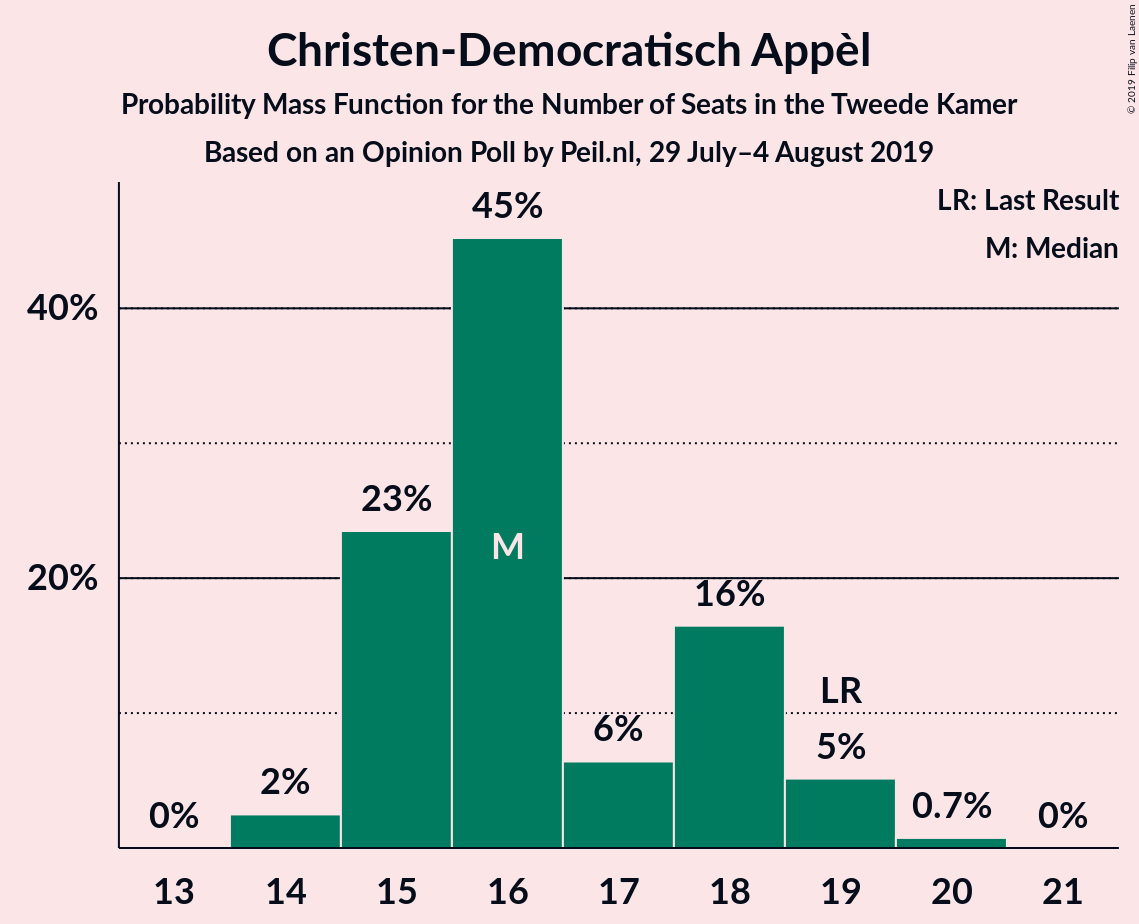 Christen-Democratisch Appèl
Probability Mass Function for the Number of Seats in the Tweede Kamer
Based on an Opinion Poll by Peil.nl, 29 July–4 August 2019
© 2019 Filip van Laenen
LR: Last Result
M: Median
45%
40%
23%
M
20%
16%
LR
6%
5%
2%
0.7%
0%
0%
13 14 15 16 17 18 19 20 21